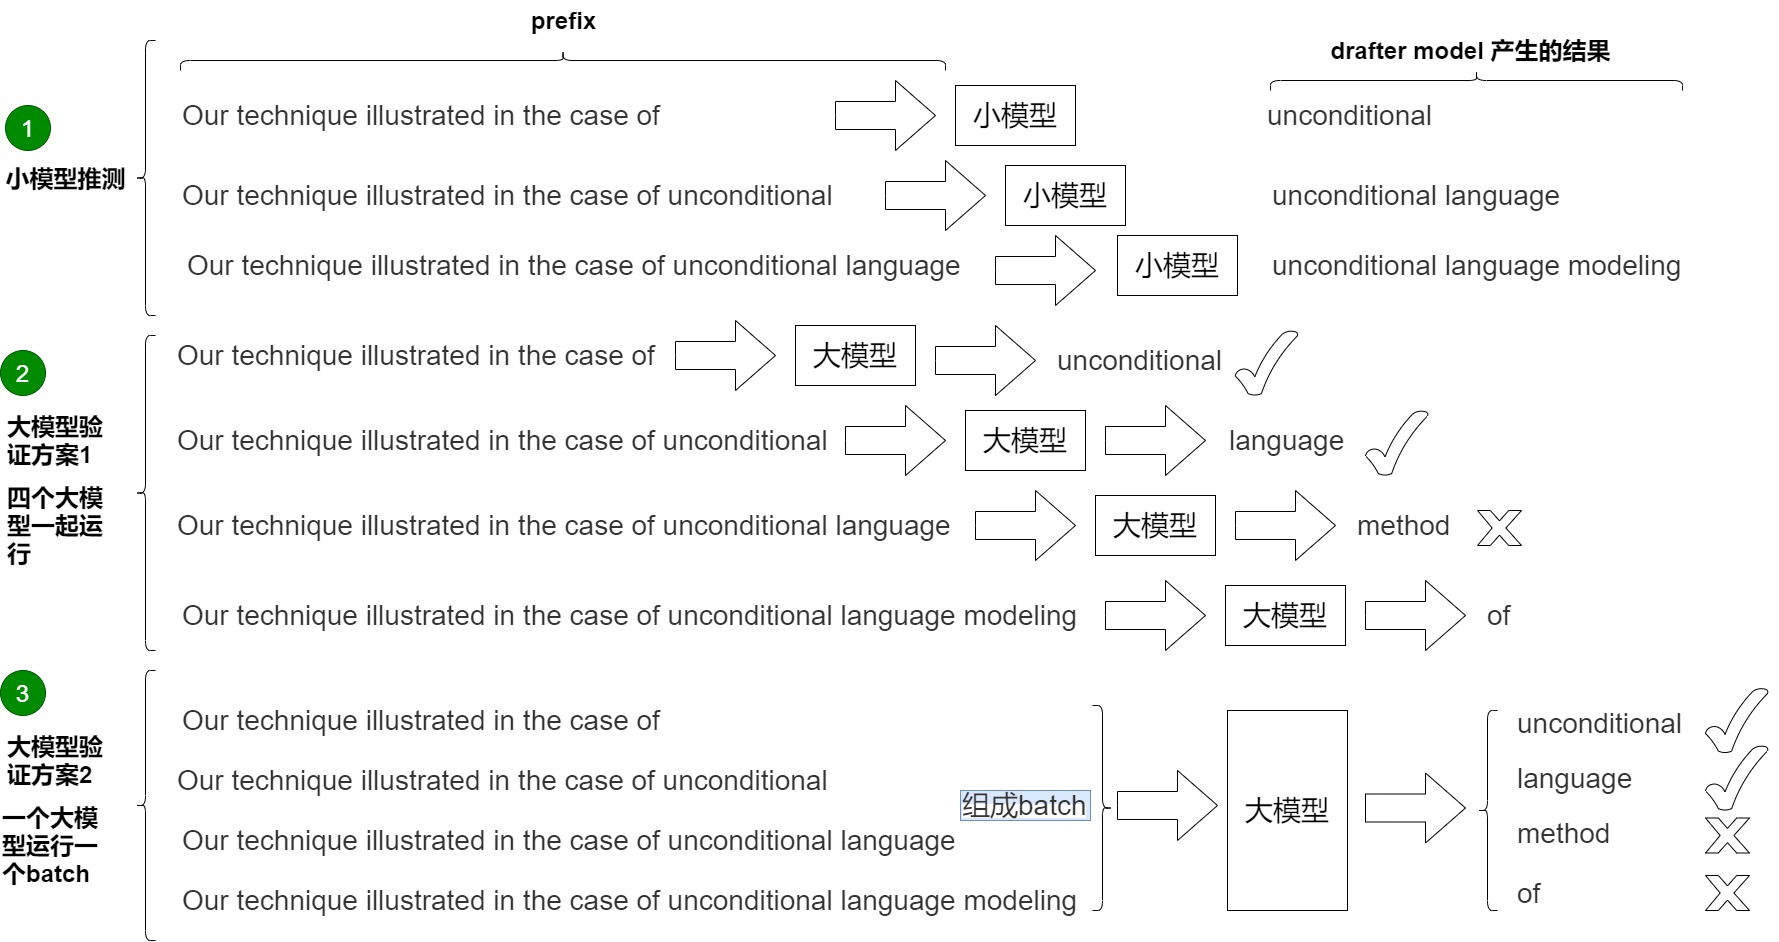 prefix
drafter model 产生的结果
1
小模型推测
Our technique illustrated in the case of
小模型
unconditional
Our technique illustrated in the case of unconditional
小模型
unconditional language
Our technique illustrated in the case of unconditional language
小模型
unconditional language modeling
2
大模型验
证方案1
四个大模
型一起运
行
Our technique illustrated in the case of
大模型
unconditional
Our technique illustrated in the case of unconditional
大模型
language
Our technique illustrated in the case of unconditional language
大模型
method
Our technique illustrated in the case of unconditional language modeling
大模型
of
3
大模型验
证方案2
一个大模
型运行一
个batch
Our technique illustrated in the case of
Our technique illustrated in the case of unconditional
Our technique illustrated in the case of unconditional language
Our technique illustrated in the case of unconditional language modeling
组成batch
大模型
unconditional
language
method
of